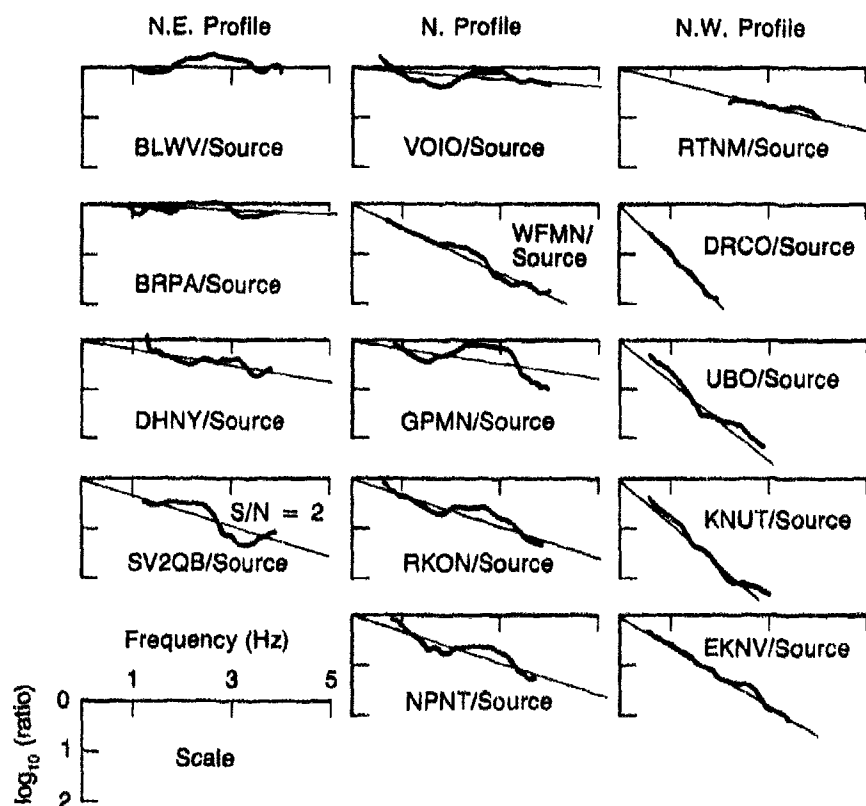 N.E. Profile
N. Profile
N.W. Profile
BLWV/Source
VOIO/Source
RTNM/Source
BRPA/Source
WFMN/
Source
DRCO/Source
DHNY/Source
GPMN/Source
UBO/Source
S/N = 2
SV2QB/Source
RKON/Source
KNUT/Source
Frequency (Hz)
1 3 5
NPNT/Source
EKNV/Source
log10 (ratio)
0
1
2
Scale